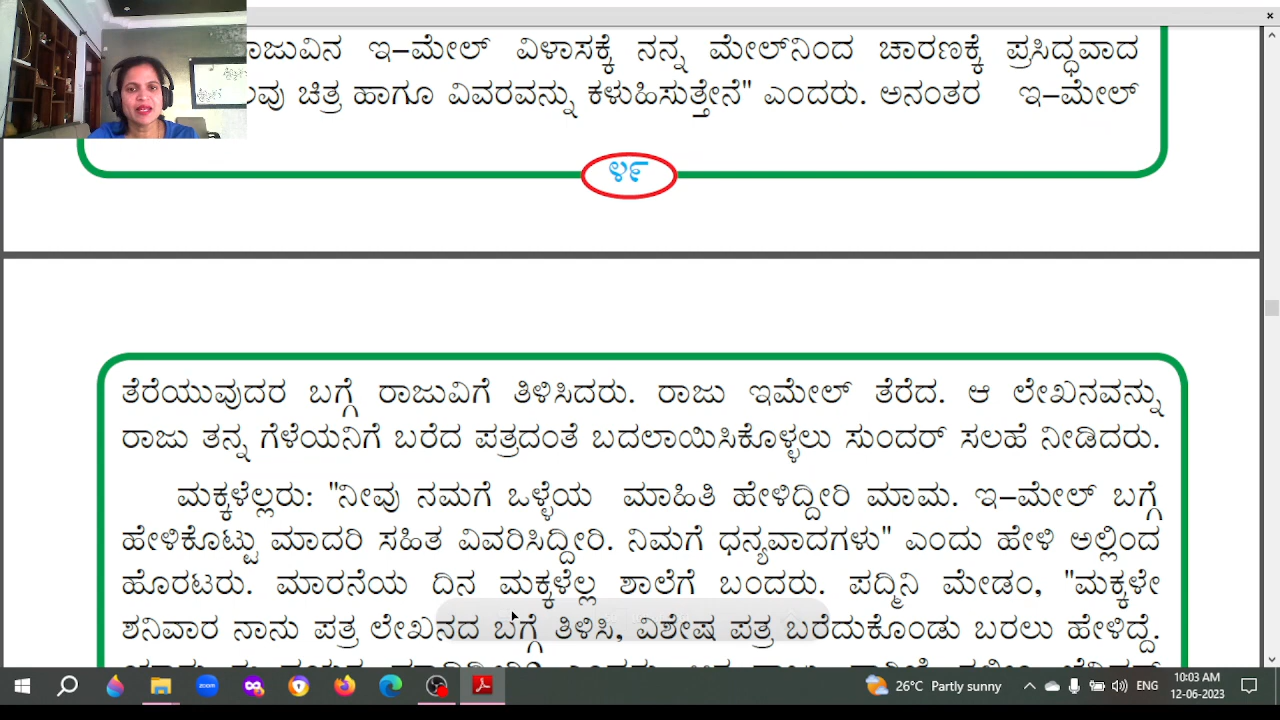 ರಾಜುವಿನ ಇ–ಮೇಲ್ ವಿಳಾಸಕ್ಕೆ ನನ್ನ ಮೇಲ್‌ನಿಂದ ಚಾರಣಕ್ಕೆ ಪ್ರಸಿದ್ಧವಾದ
ಚಿತ್ರ ಹಾಗೂ ವಿವರವನ್ನು ಕಳುಹಿಸುತ್ತೇನೆ" ಎಂದರು. ಅನಂತರ ಇ–ಮೇಲ್
೪೯
ತೆರೆಯುವುದರ ಬಗ್ಗೆ ರಾಜುವಿಗೆ ತಿಳಿಸಿದರು. ರಾಜು ಇಮೇಲ್ ತೆರೆದ. ಆ ಲೇಖನವನ್ನು
ರಾಜು ತನ್ನ ಗೆಳೆಯನಿಗೆ ಬರೆದ ಪತ್ರದಂತೆ ಬದಲಾಯಿಸಿಕೊಳ್ಳಲು ಸುಂದರ್ ಸಲಹೆ ನೀಡಿದರು.
ಮಕ್ಕಳೆಲ್ಲರು: "ನೀವು ನಮಗೆ ಒಳ್ಳೆಯ ಮಾಹಿತಿ ಹೇಳಿದ್ದೀರಿ ಮಾಮ. ಇ–ಮೇಲ್ ಬಗ್ಗೆ
ಹೇಳಿಕೊಟ್ಟು ಮಾದರಿ ಸಹಿತ ವಿವರಿಸಿದ್ದೀರಿ. ನಿಮಗೆ ಧನ್ಯವಾದಗಳು" ಎಂದು ಹೇಳಿ ಅಲ್ಲಿಂದ
ಹೊರಟರು. ಮಾರನೆಯ ದಿನ ಮಕ್ಕಳೆಲ್ಲ ಶಾಲೆಗೆ ಬಂದರು. ಪದ್ಮಿನಿ ಮೇಡಂ, "ಮಕ್ಕಳೇ
ಶನಿವಾರ ನಾನು ಪತ್ರ ಲೇಖನದ ಬಗ್ಗೆ ತಿಳಿಸಿ, ವಿಶೇಷ ಪತ್ರ ಬರೆದುಕೊಂಡು ಬರಲು ಹೇಳಿದ್ದೆ.
zoom
26°C Partly sunny
ENG
10:03 AM
12-06-2023